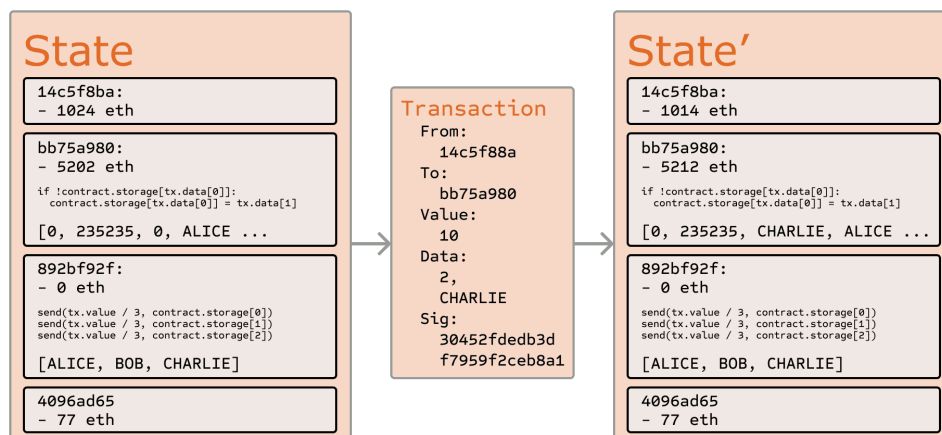 State
14c5f8ba:
- 1024 eth
bb75a980:
- 5202 eth
if !contract.storage[tx.data[0]]:
contract.storage[tx.data[0]] = tx.data[1]
[0, 235235, 0, ALICE ...
892bf92f:
- 0 eth
send(tx.value / 3, contract.storage[0])
send(tx.value / 3, contract.storage[1])
send(tx.value / 3, contract.storage[2])
[ALICE, BOB, CHARLIE]
4096ad65
- 77 eth
Transaction
From:
14c5f88a
To:
bb75a980
Value:
10
Data:
2,
CHARLIE
Sig:
30452fdedb3d
f7959f2ceb8a1
State′
14c5f8ba:
- 1014 eth
bb75a980:
- 5212 eth
if !contract.storage[tx.data[0]]:
contract.storage[tx.data[0]] = tx.data[1]
[0, 235235, CHARLIE, ALICE ...
892bf92f:
- 0 eth
send(tx.value / 3, contract.storage[0])
send(tx.value / 3, contract.storage[1])
send(tx.value / 3, contract.storage[2])
[ALICE, BOB, CHARLIE]
4096ad65
- 77 eth